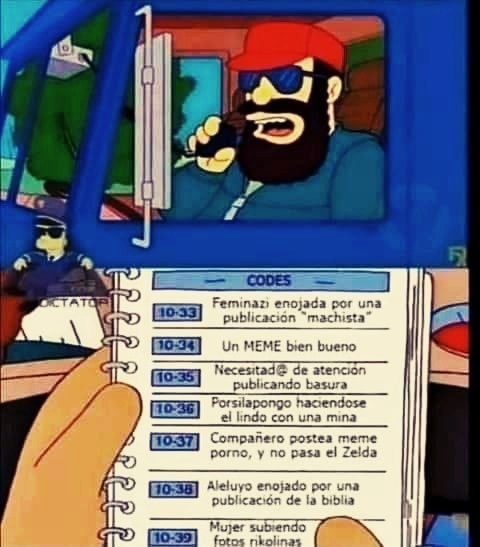 DICTATOR
CODES
10-33
Feminazi enojada por una
publicación "machista"
10-34
Un MEME bien bueno
10-35
Necesitad@ de atención
publicando basura
10-36
Porsilapongo haciendose
el lindo con una mina
10-37
Compañero postea meme
porno, y no pasa el Zelda
10-38
Aleluyo enojado por una
publicación de la biblia
10-39
Mujer subiendo
fotos rikolinas